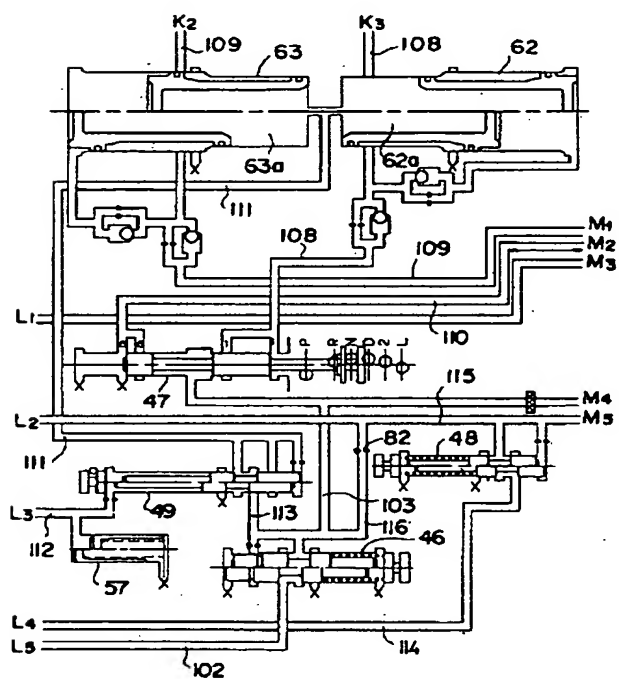 K2 K3
109 63 108 62
63a 62a
111
108 109 M1
M2
M3
L1 110
P R N D 2 L
47 115 M4
L2 M5
111 82 48
49 103
L3 113 116 46
112
57
L4
L5 114
102